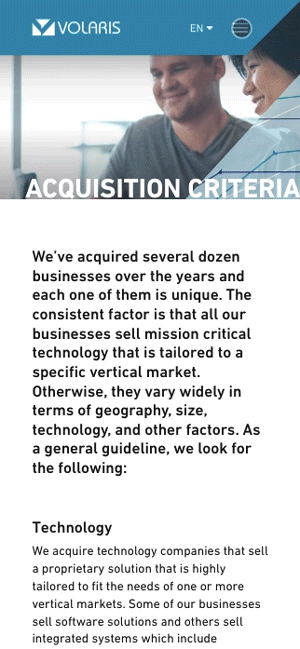 VOLARIS
EN
ACQUISITION CRITERIA
We've acquired several dozen
businesses over the years and
each one of them is unique. The
consistent factor is that all our
businesses sell mission critical
technology that is tailored to a
specific vertical market.
Otherwise, they vary widely in
terms of geography, size,
technology, and other factors. As
a general guideline, we look for
the following:
Technology
We acquire technology companies that sell
a proprietary solution that is highly
tailored to fit the needs of one or more
vertical markets. Some of our businesses
sell software solutions and others sell
integrated systems which include